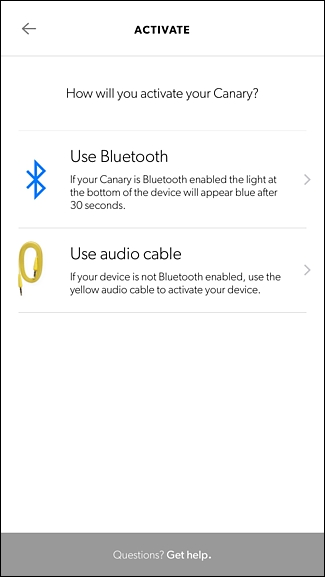 ACTIVATE
How will you activate your Canary?
Use Bluetooth
If your Canary is Bluetooth enabled the light at
the bottom of the device will appear blue after
30 seconds.
Use audio cable
If your device is not Bluetooth enabled, use the
yellow audio cable to activate your device.
Questions? Get help.